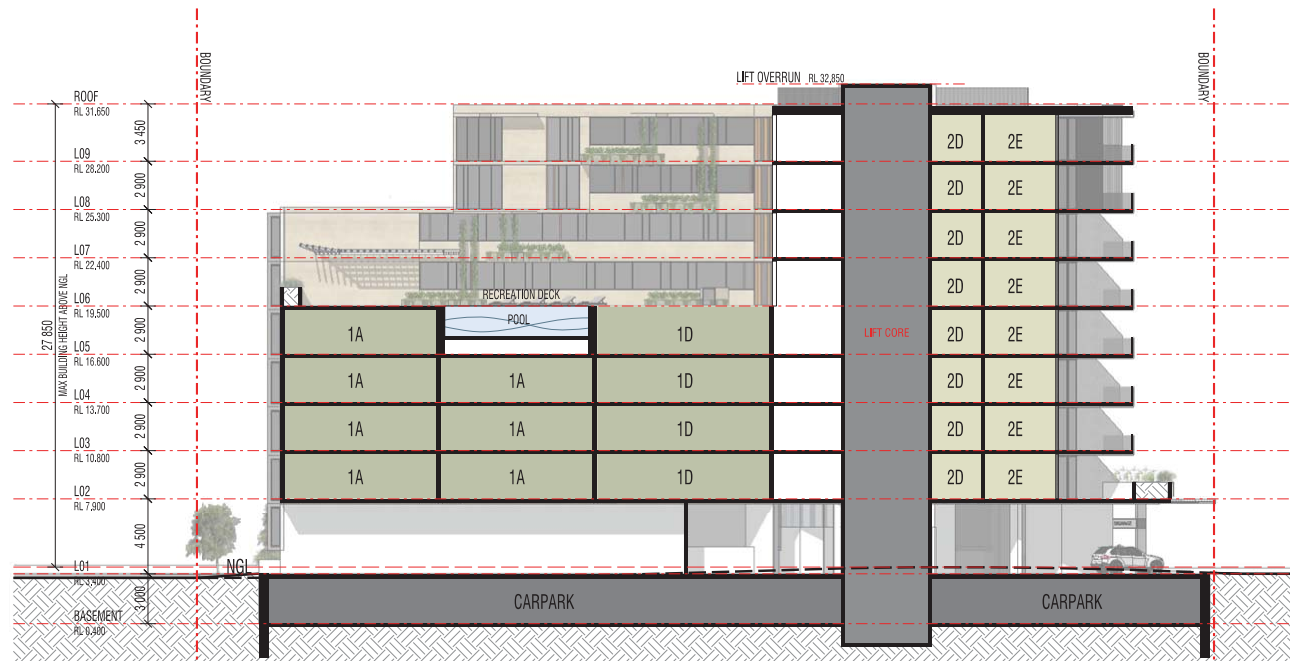 BOUNDARY
BOUNDARY
LIFT OVERRUN RL 32,850
ROOF
RL 31,650
3 450
L09
RL 28,200
2D 2E
2 900
L08
RL 25,300
2D 2E
2 900
L07
RL 22,400
2D 2E
2 900
L06
RL 19,500
RECREATION DECK
2D 2E
2 900
L05
RL 16,600
1A POOL 1D LIFT CORE 2D 2E
2 900
L04
RL 13,700
1A 1A 1D 2D 2E
2 900
L03
RL 10,800
1A 1A 1D 2D 2E
2 900
L02
RL 7,900
1A 1A 1D 2D 2E
4 500
27 850
MAX BUILDING HEIGHT ABOVE NGL
L01
RL 3,400
NGL
3 000
CARPARK CARPARK
BASEMENT
RL 0,400